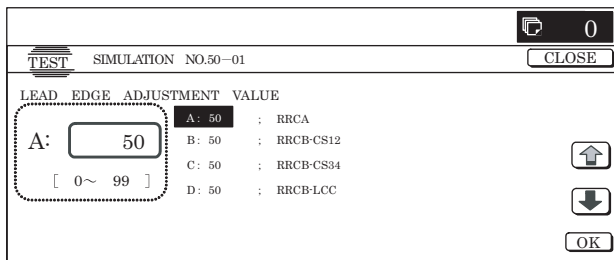 0
TEST SIMULATION NO.50-01 CLOSE
LEAD EDGE ADJUSTMENT VALUE
A: 50 ; RRCA
A: 50
B: 50 ; RRCB-CS12
C: 50 ; RRCB-CS34
[ 0~ 99 ]
D: 50 ; RRCB-LCC
OK